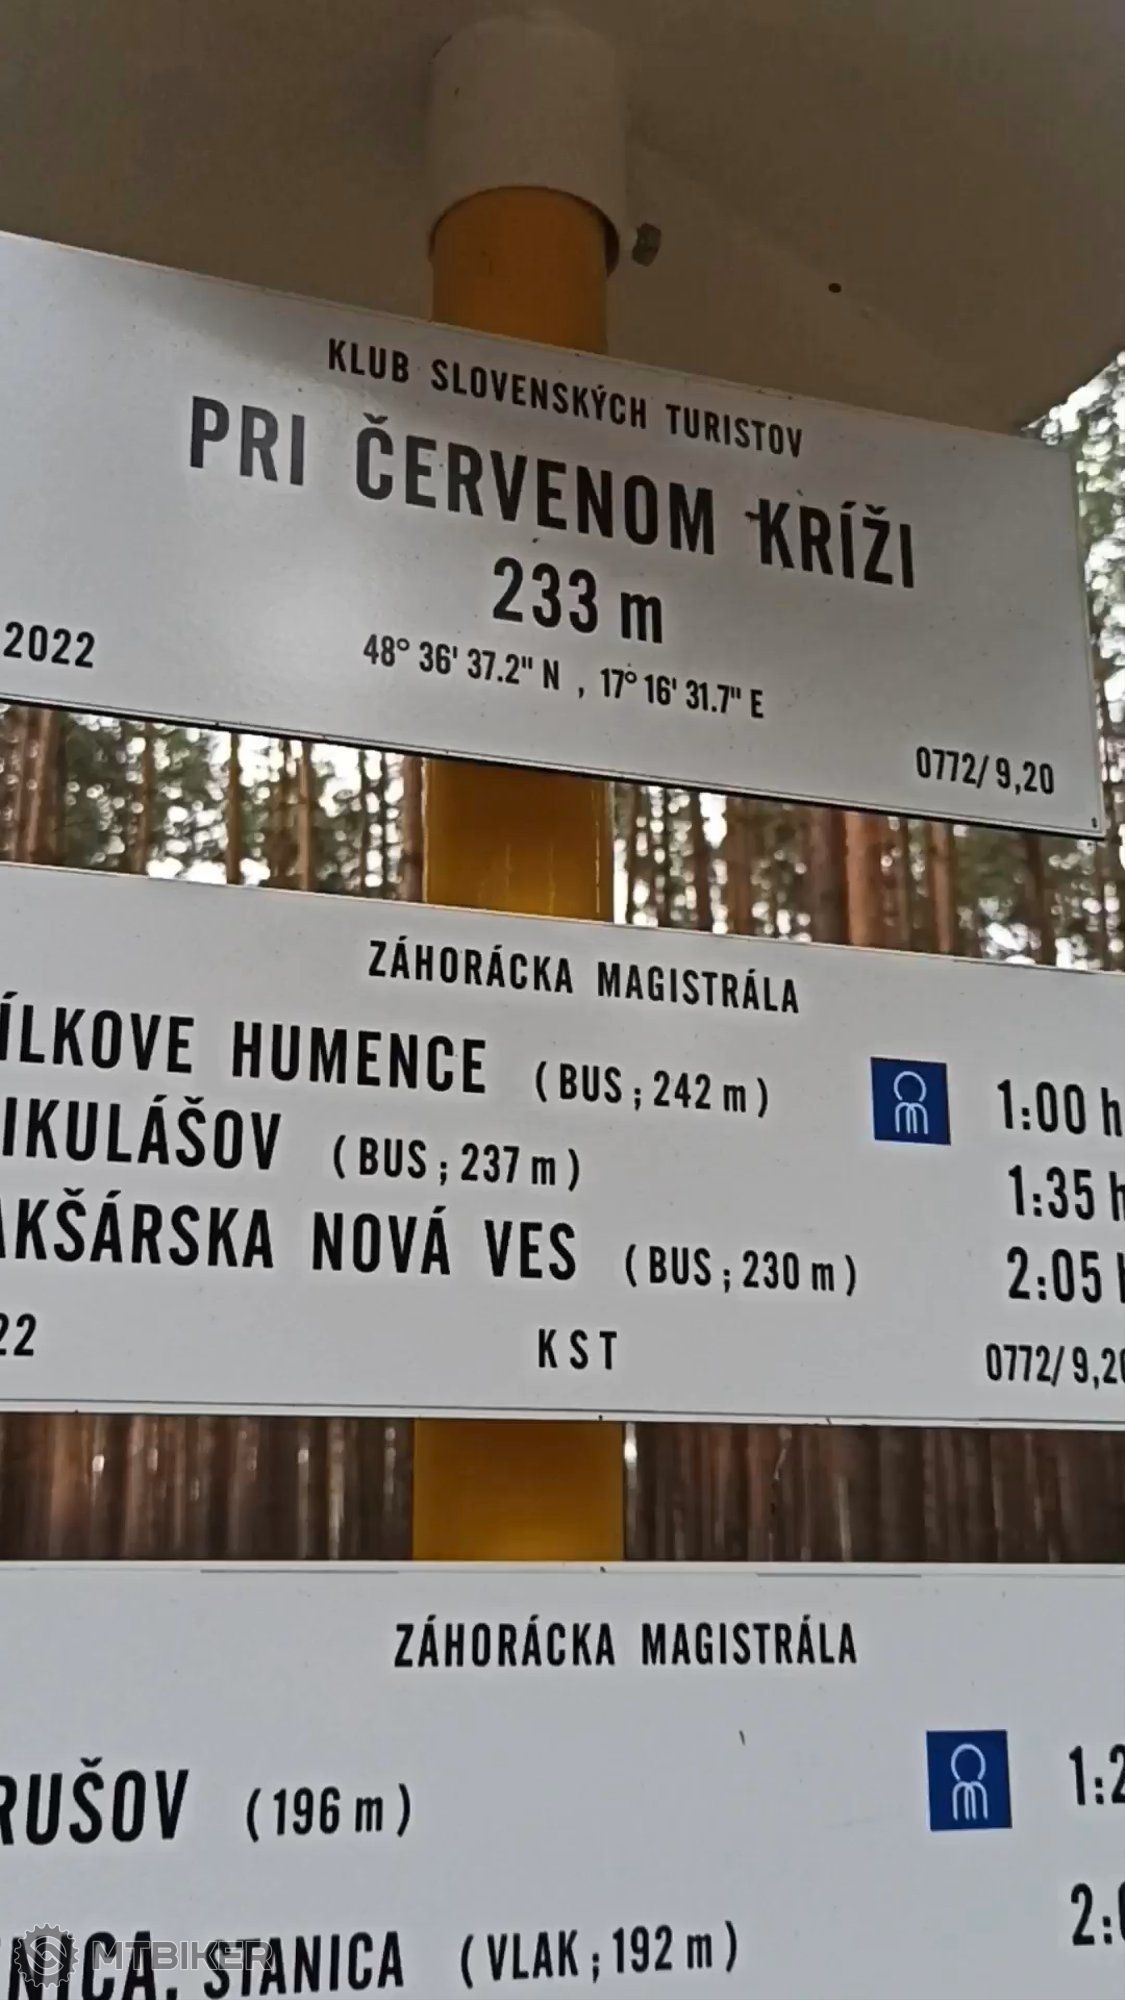 KLUB SLOVENSKÝCH TURISTOV
PRI ČERVENOM KRÍŽI
233 m
2022
48° 36' 37.2" N , 17° 16' 31.7" E
0772/ 9,20
ZÁHORÁCKA MAGISTRÁLA
ÍLKOVE HUMENCE (BUS ; 242 m) 1:00 h
IKULÁŠOV (BUS ; 237 m) 1:35 h
AKŠÁRSKA NOVÁ VES (BUS ; 230 m) 2:05 h
22 KST 0772/ 9,20
ZÁHORÁCKA MAGISTRÁLA
RUŠOV (196 m) 1:2
NICA, STANICA (VLAK ; 192 m) 2:0
MTBIKER